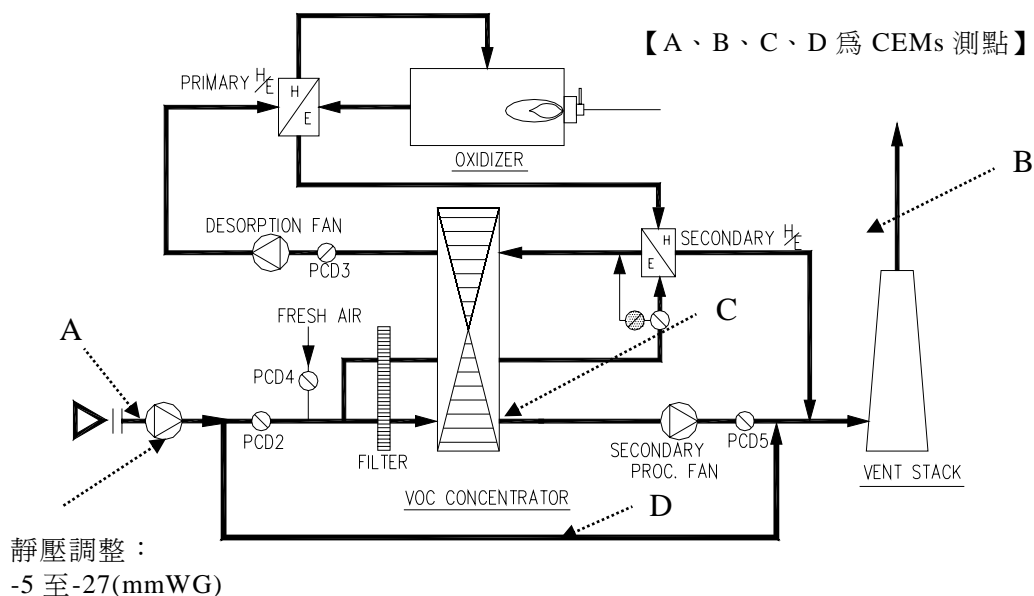 【A、B、C、D 爲 CEMs 測點】
PRIMARY H/E
H
E
OXIDIZER
B
DESORPTION FAN
H
E
SECONDARY H/E
PCD3
A
FRESH AIR
C
PCD4
PCD2
FILTER
SECONDARY
PROC. FAN
PCD5
VENT STACK
VOC CONCENTRATOR
D
靜壓調整：
-5 至-27(mmWG)